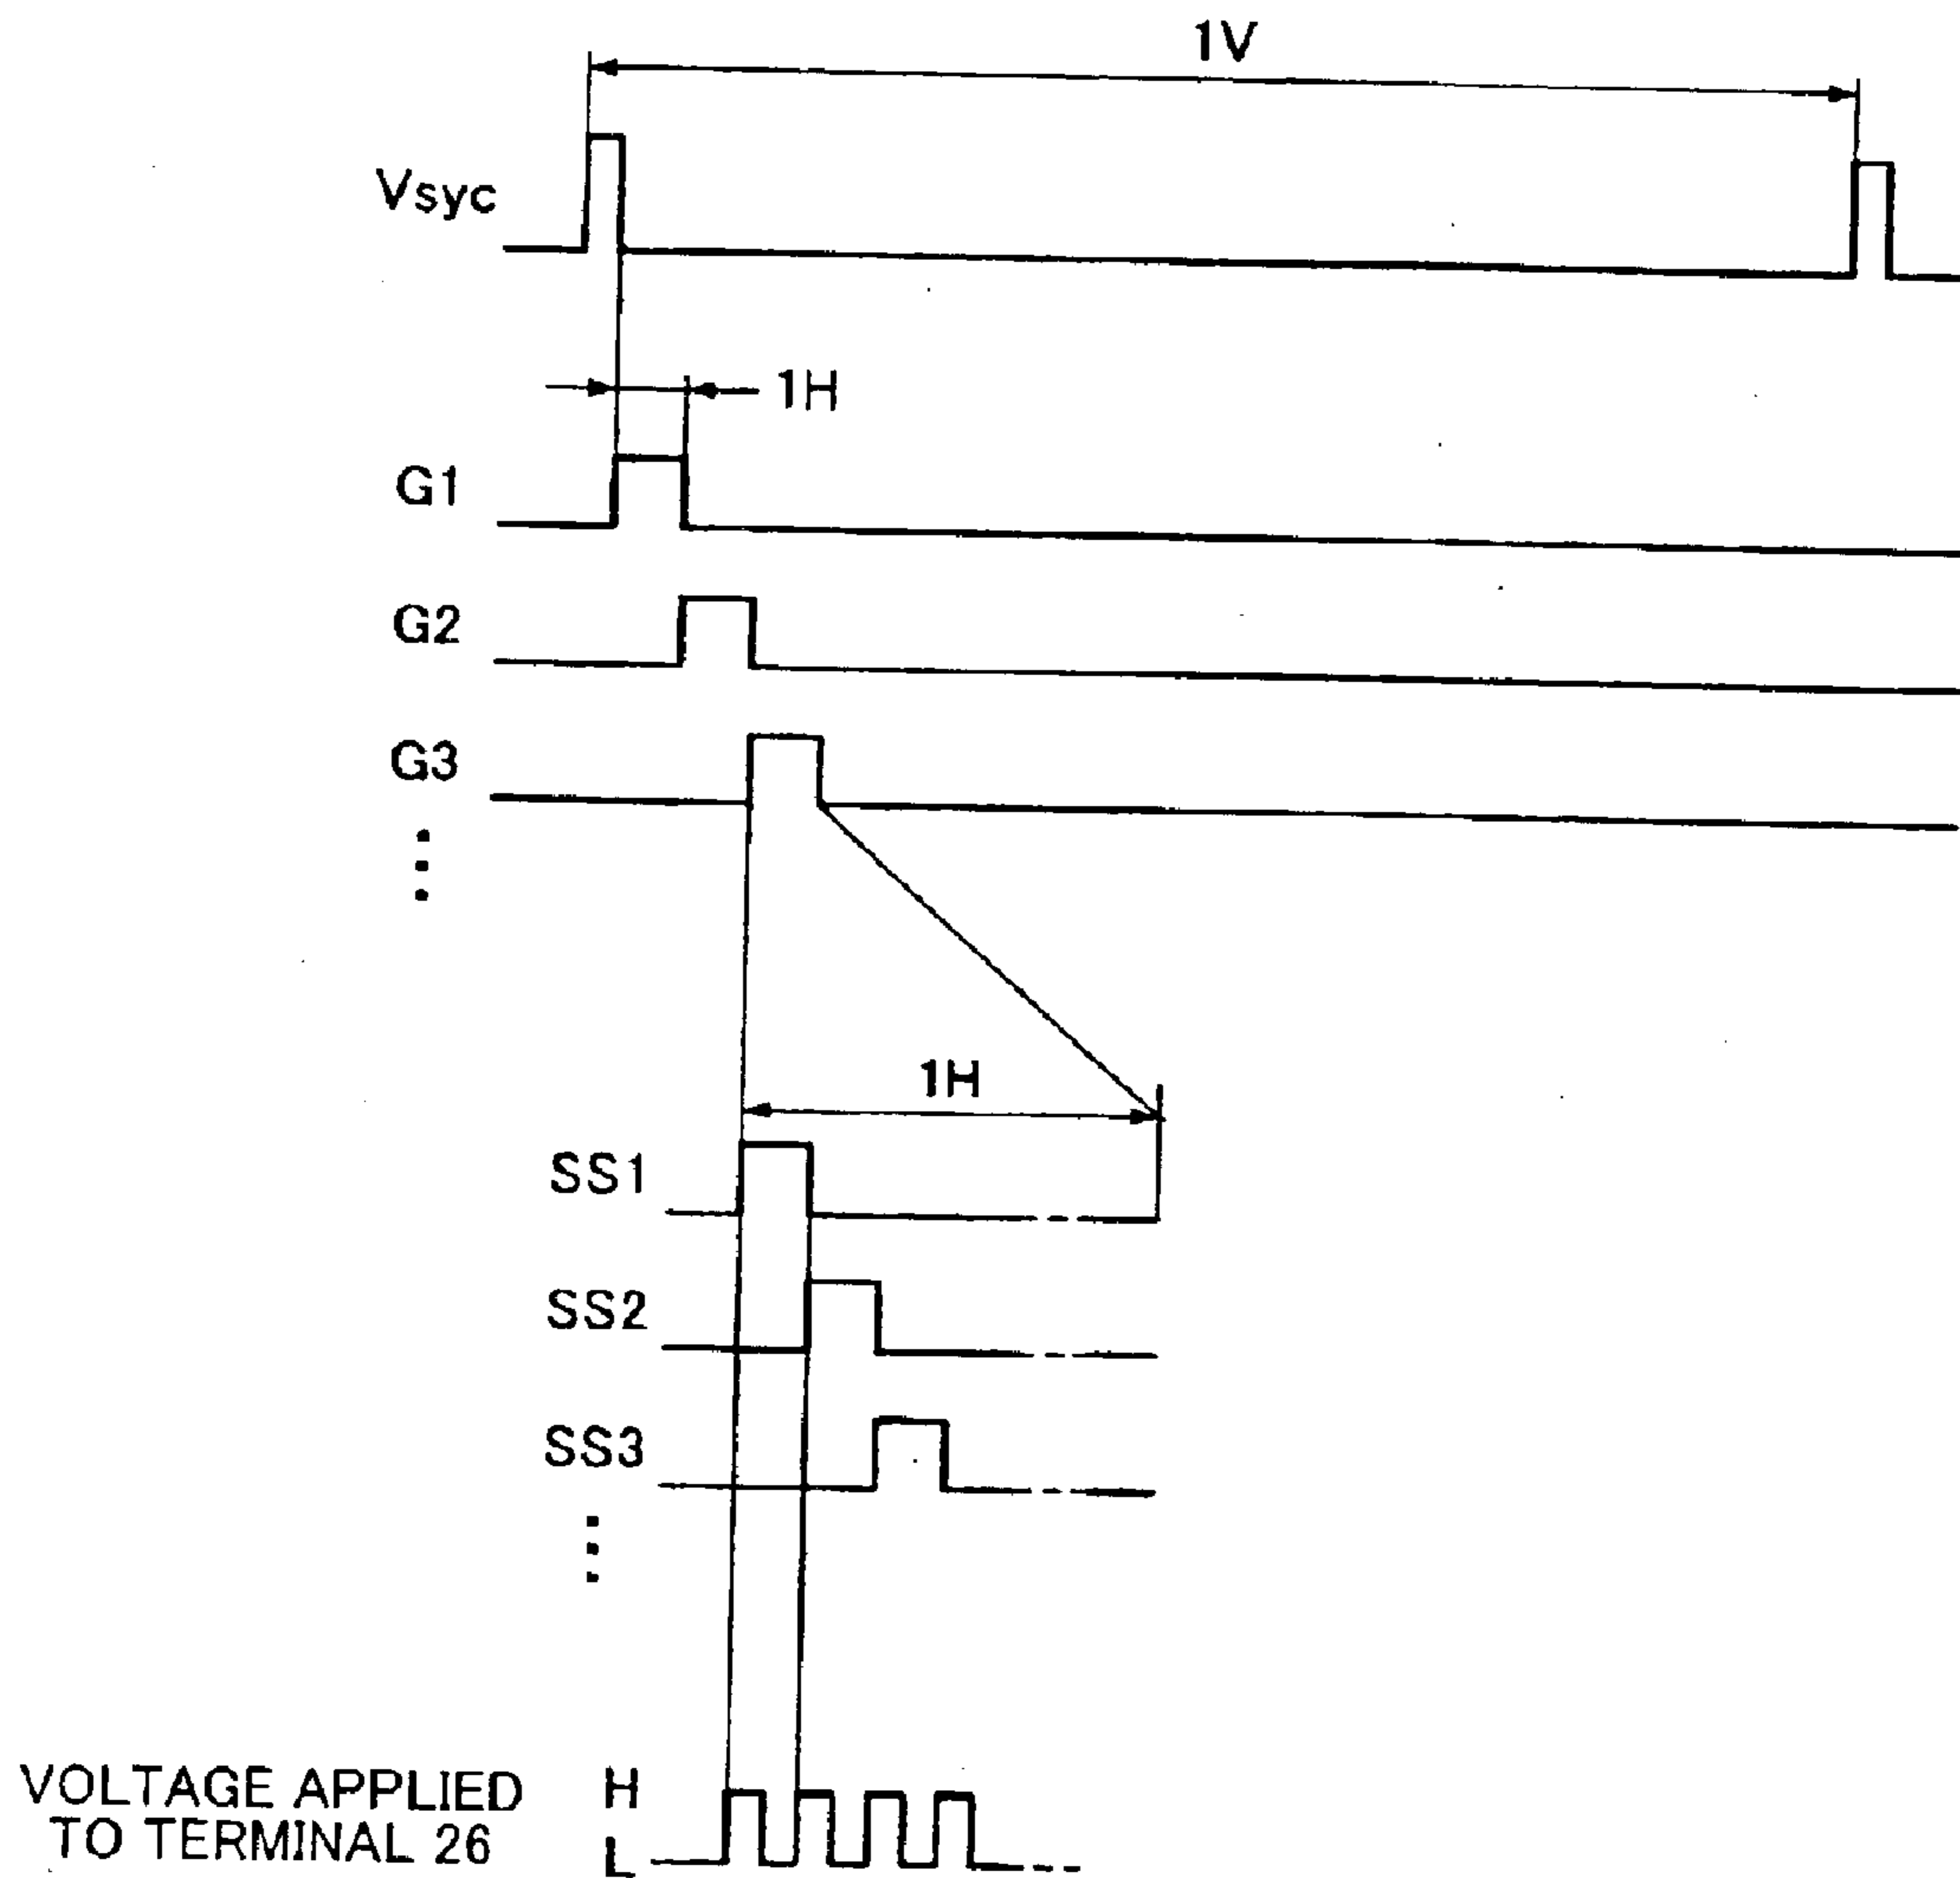 1V
Vsyc
1H
G1
G2
G3
1H
SS1
SS2
SS3
VOLTAGE APPLIED
TO TERMINAL 26
H
L